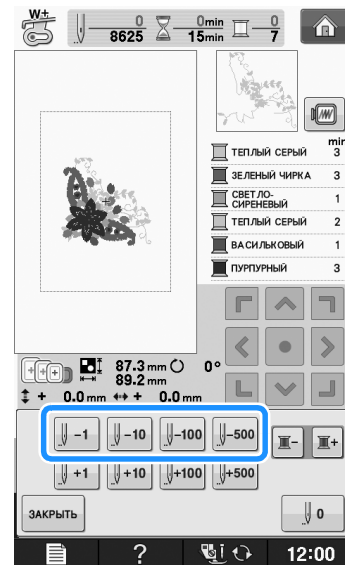 W+
0 0min 0
8625 15min 7
min
ТЕПЛЫЙ СЕРЫЙ 3
ЗЕЛЕНЫЙ ЧИРКА 3
СВЕТЛО-
СИРЕНЕВЫЙ 1
ТЕПЛЫЙ СЕРЫЙ 2
ВАСИЛЬКОВЫЙ 1
ПУРПУРНЫЙ 3
87.3 mm 0°
89.2 mm
+ 0.0 mm + 0.0 mm
-1 -10 -100 -500 - +
+1 +10 +100 +500
ЗАКРЫТЬ 0
? i 12:00